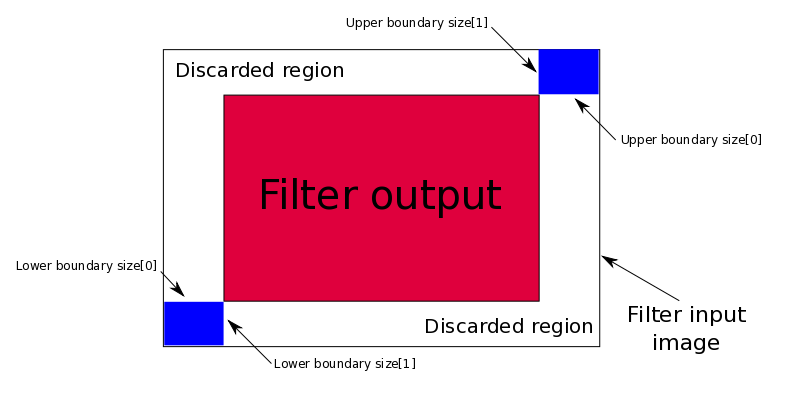 Upper boundary size[1]
Discarded region
Upper boundary size[0]
Filter output
Lower boundary size[0]
Filter input
image
Discarded region
Lower boundary size[1]